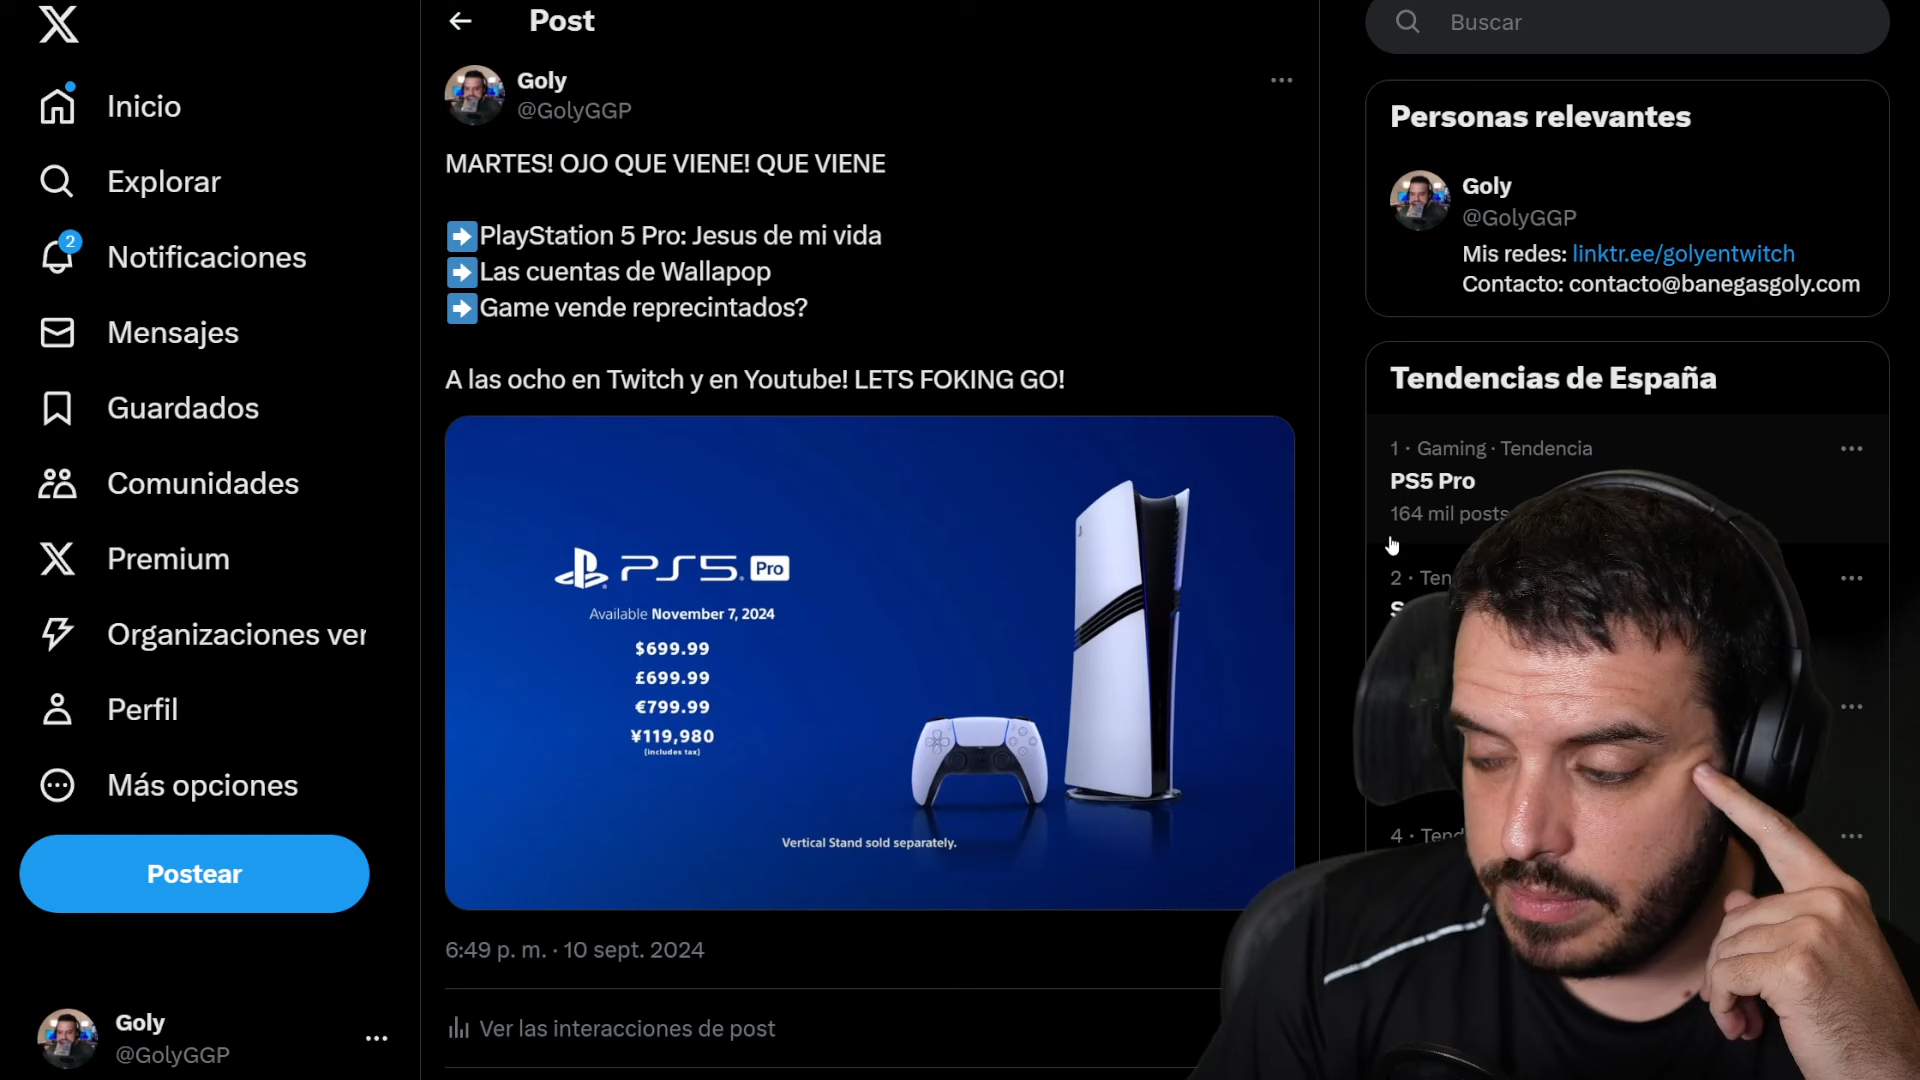 Inicio
Explorar
2
Notificaciones
Mensajes
Guardados
Comunidades
Premium
Organizaciones ver
Perfil
Más opciones
Postear
Goly
@GolyGGP
Post
Goly
@GolyGGP
MARTES! OJO QUE VIENE! QUE VIENE
➡PlayStation 5 Pro: Jesus de mi vida
➡Las cuentas de Wallapop
➡Game vende reprecintados?
A las ocho en Twitch y en Youtube! LETS FOKING GO!
PS5 Pro
Available November 7, 2024
$699.99
£699.99
€799.99
¥119,980
(includes tax)
Vertical Stand sold separately.
6:49 p. m. · 10 sept. 2024
Ver las interacciones de post
Buscar
Personas relevantes
Goly
@GolyGGP
Mis redes: linktr.ee/golyentwitch
Contacto: contacto@banegasgoly.com
Tendencias de España
1 · Gaming · Tendencia
PS5 Pro
164 mil posts
2 · Ten
S
4 · Tend